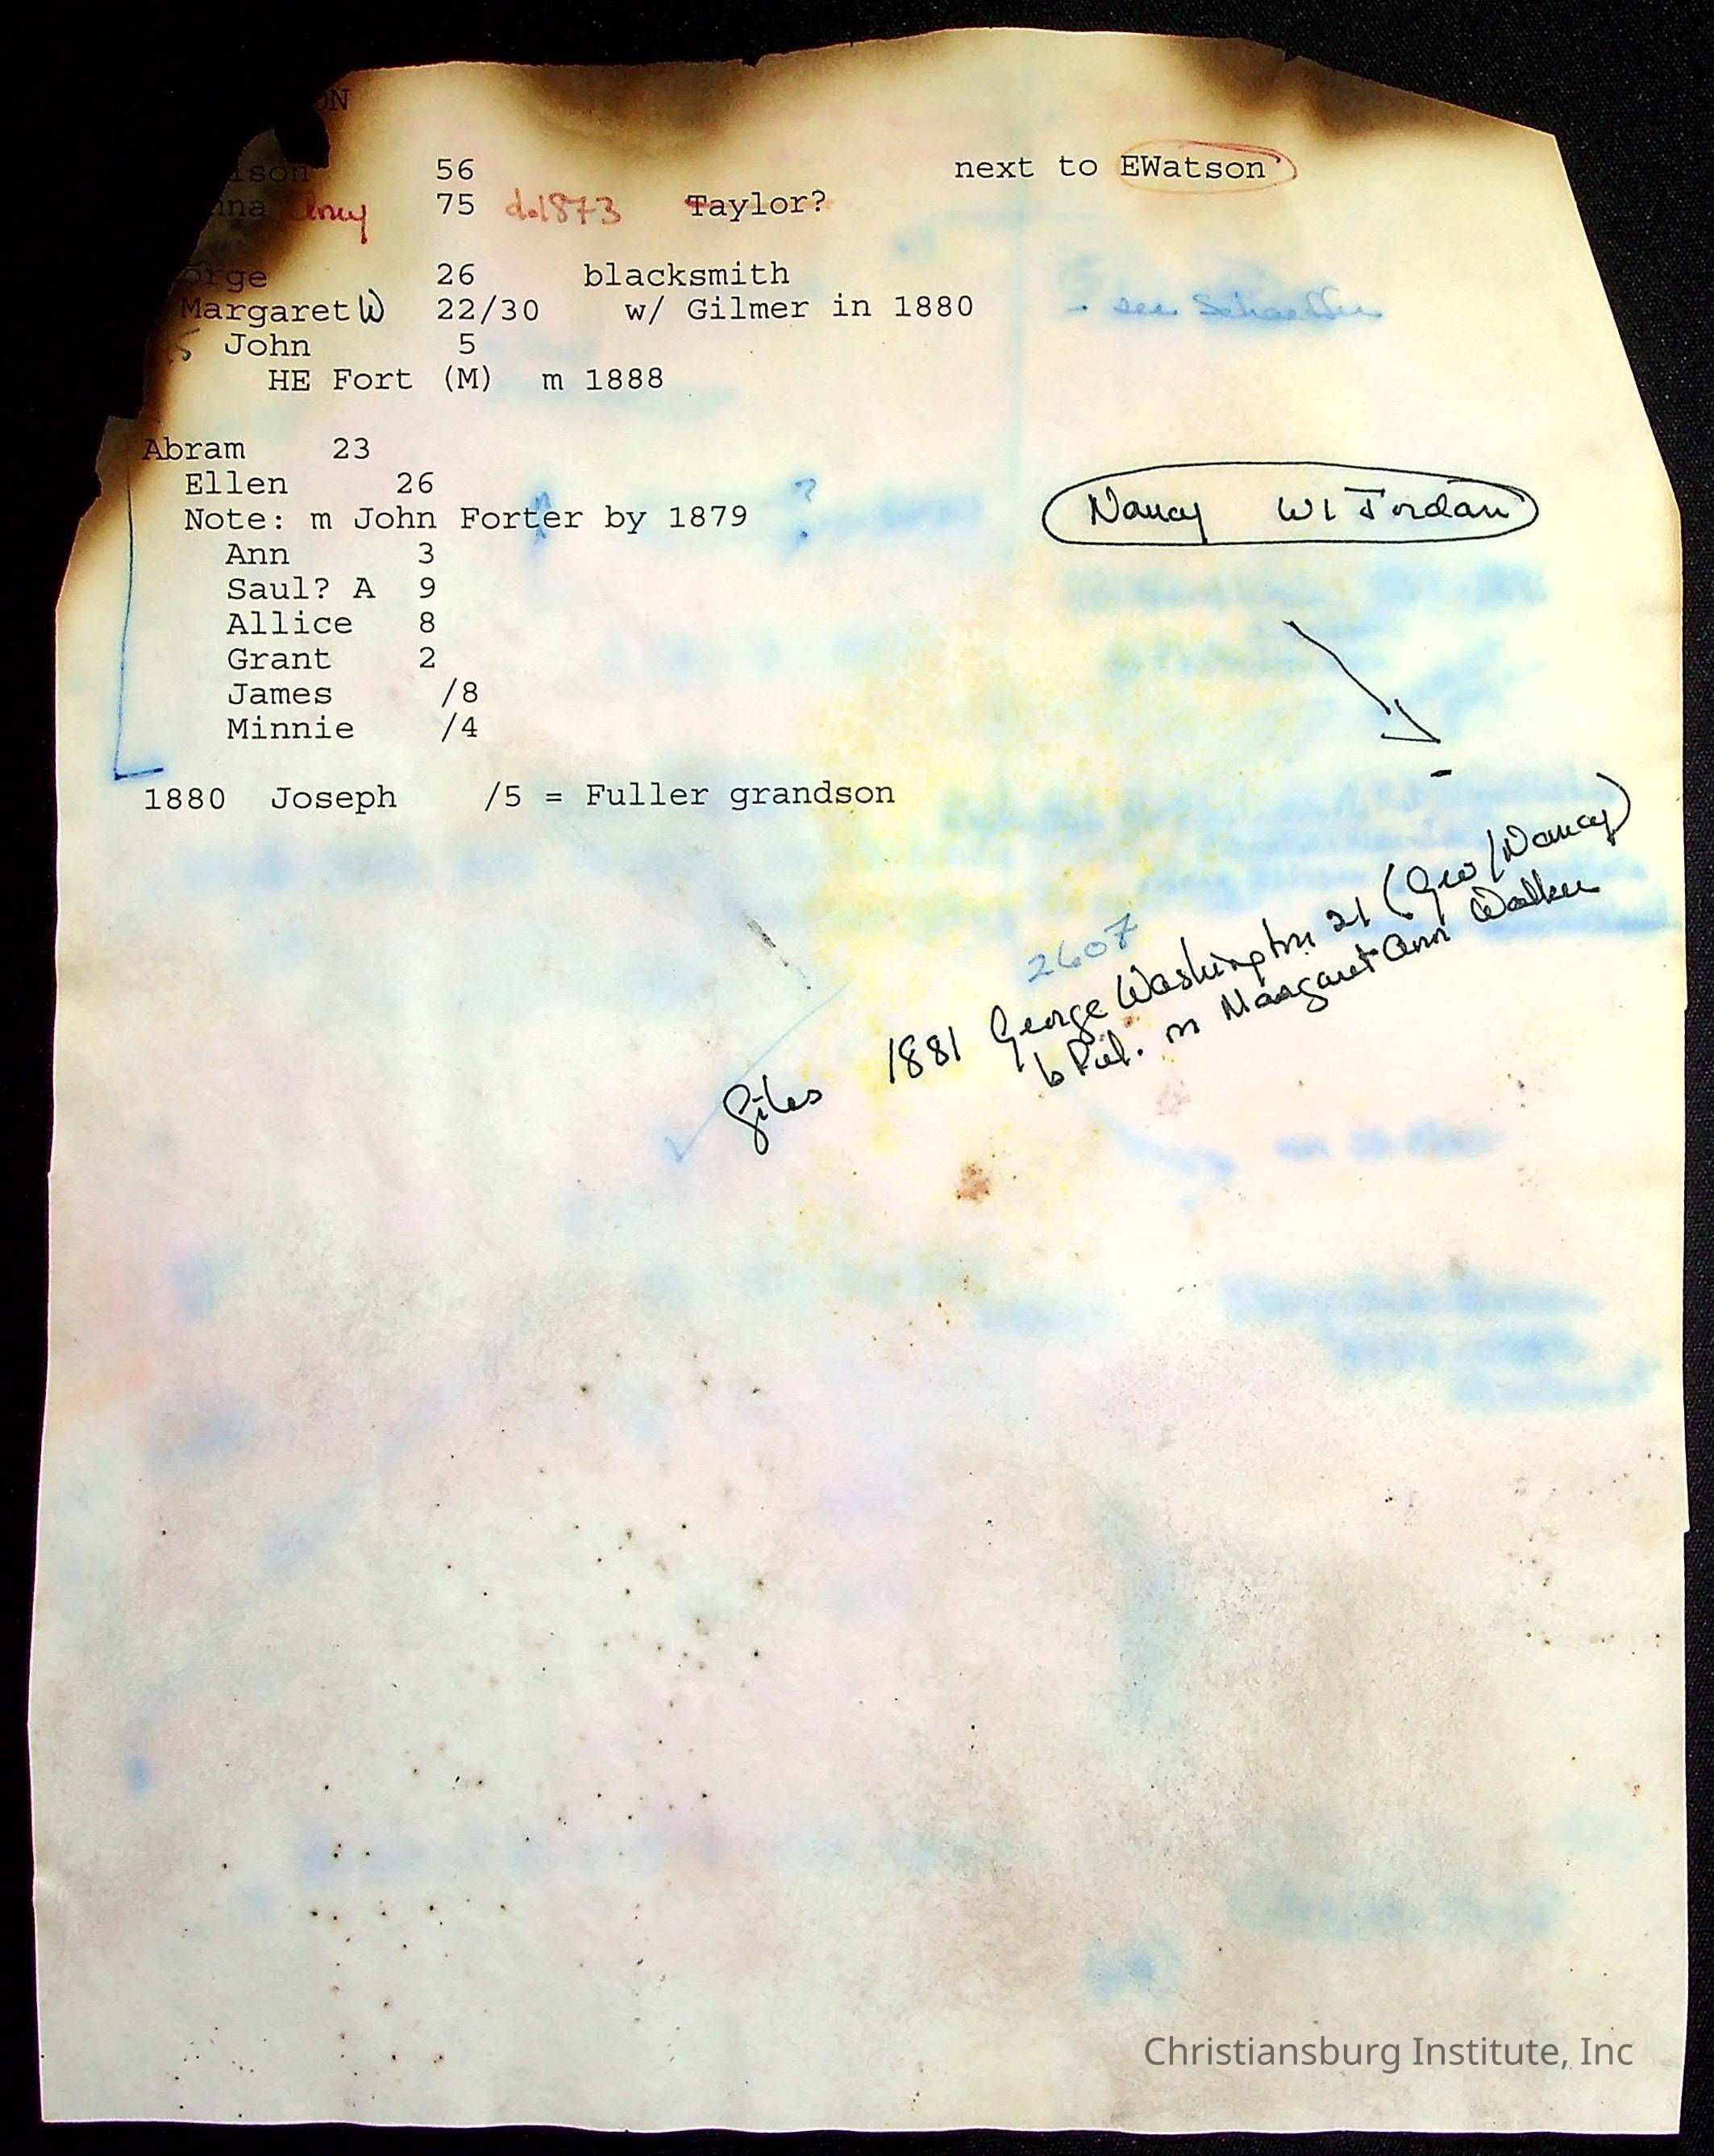 ON
lson 56 next to EWatson
nna 75 d.1873 Taylor?
orge 26 blacksmith
Margaret W 22/30 w/ Gilmer in 1880 - see Schaeffer
John 5
HE Fort (M) m 1888
Abram 23
Ellen 26
Note: m John Forter by 1879 ?
Nancy w/ Jordan
Ann 3
Saul? A 9
Allice 8
Grant 2
James /8
Minnie /4
1880 Joseph /5 = Fuller grandson
2607
Giles 1881 George Washington 21 (Geo/Nancy)
b Pul. m Margaret Ann Walker
Christiansburg Institute, Inc